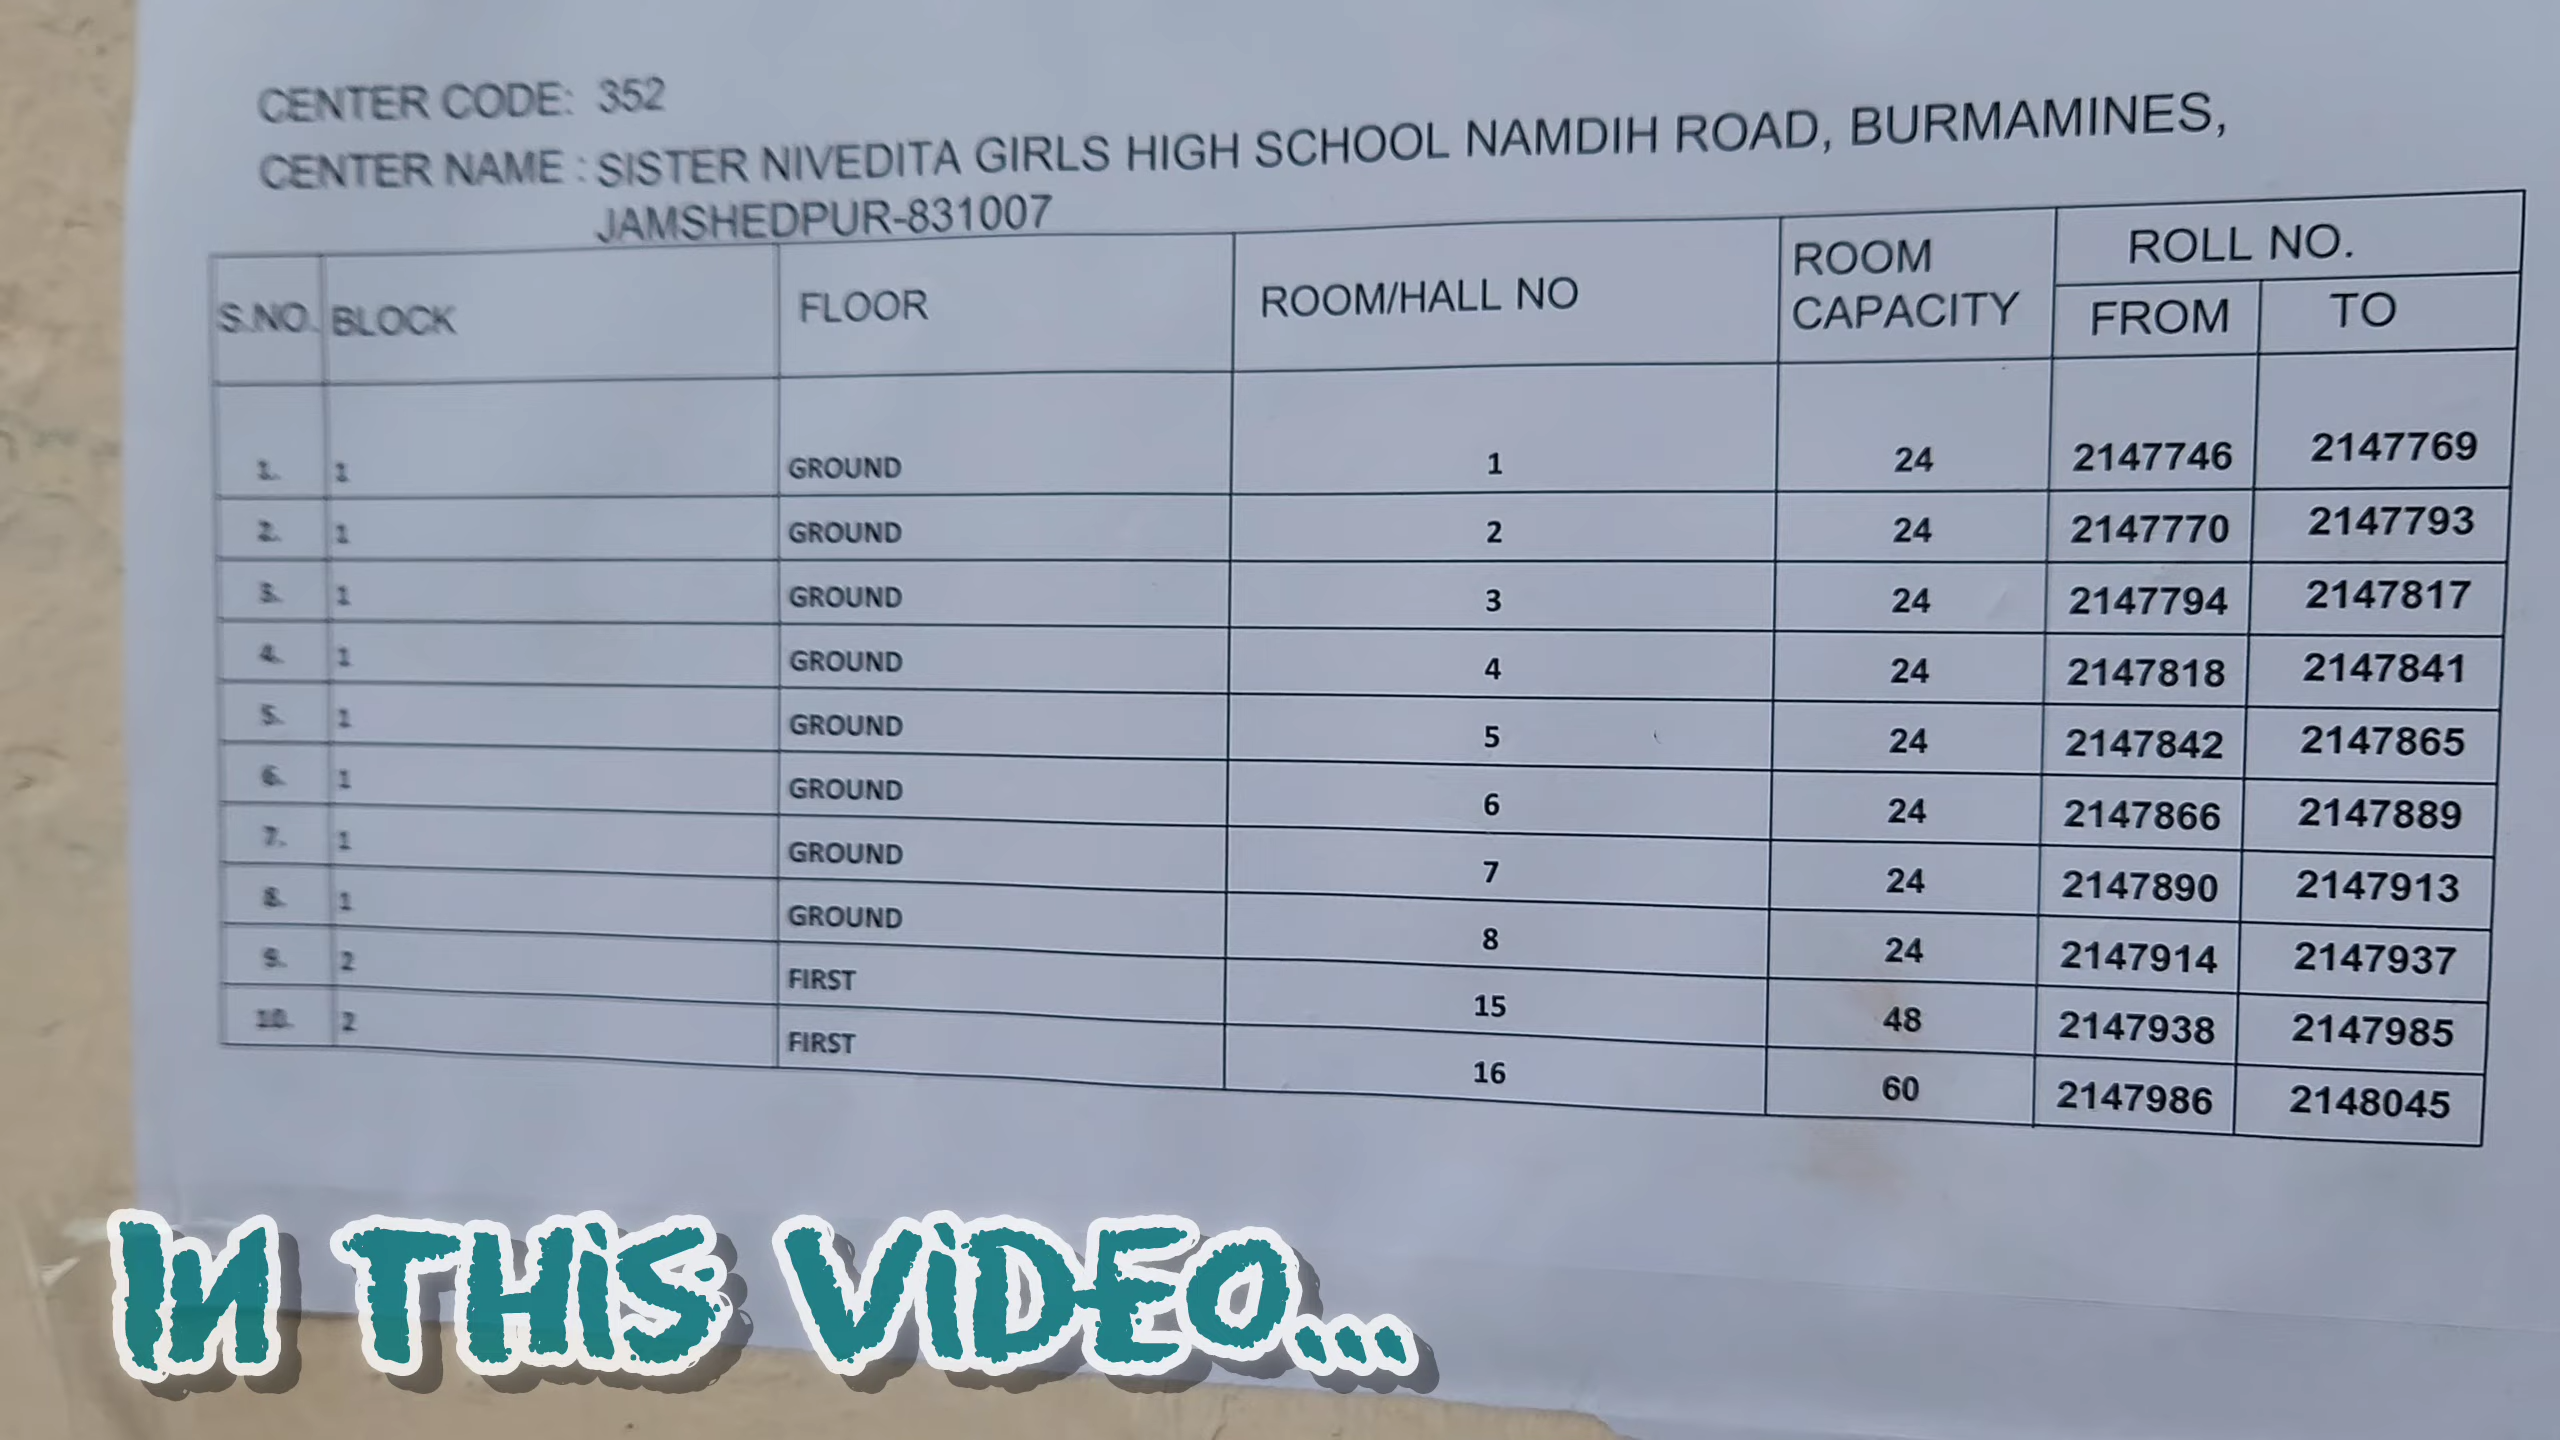 CENTER CODE: 352
CENTER NAME : SISTER NIVEDITA GIRLS HIGH SCHOOL NAMDIH ROAD, BURMAMINES,
JAMSHEDPUR-831007
S.NO. BLOCK FLOOR ROOM/HALL NO ROOM CAPACITY ROLL NO.
FROM TO
1. 1 GROUND 1 24 2147746 2147769
2. 1 GROUND 2 24 2147770 2147793
3. 1 GROUND 3 24 2147794 2147817
4. 1 GROUND 4 24 2147818 2147841
5. 1 GROUND 5 24 2147842 2147865
6. 1 GROUND 6 24 2147866 2147889
7. 1 GROUND 7 24 2147890 2147913
8. 1 GROUND 8 24 2147914 2147937
9. 2 FIRST 15 48 2147938 2147985
10. 2 FIRST 16 60 2147986 2148045
IN THIS VIDEO...